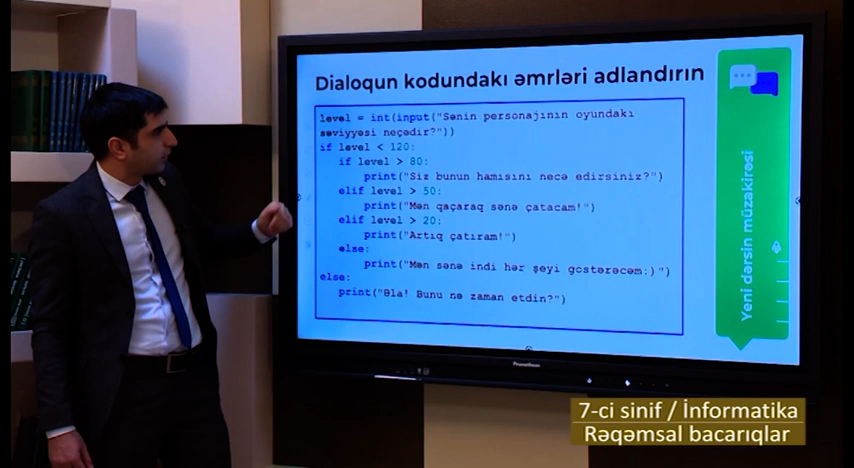 Dialoqun kodundakı əmrləri adlandırın
level = int(input("Sənin personajının oyundakı
səviyyəsi neçədir?"))
if level < 120:
if level > 80:
print("Siz bunun hamısını necə edirsiniz?")
elif level > 50:
print("Mən qaçaraq sənə çatacam!")
elif level > 20:
print("Artıq çatıram!")
else:
print("Mən sənə indi hər şeyi göstərəcəm:)")
else:
print("Əla! Bunu nə zaman etdin?")
Yeni dərsin müzakirəsi
Promethean
7-ci sinif / İnformatika
Rəqəmsal bacarıqlar